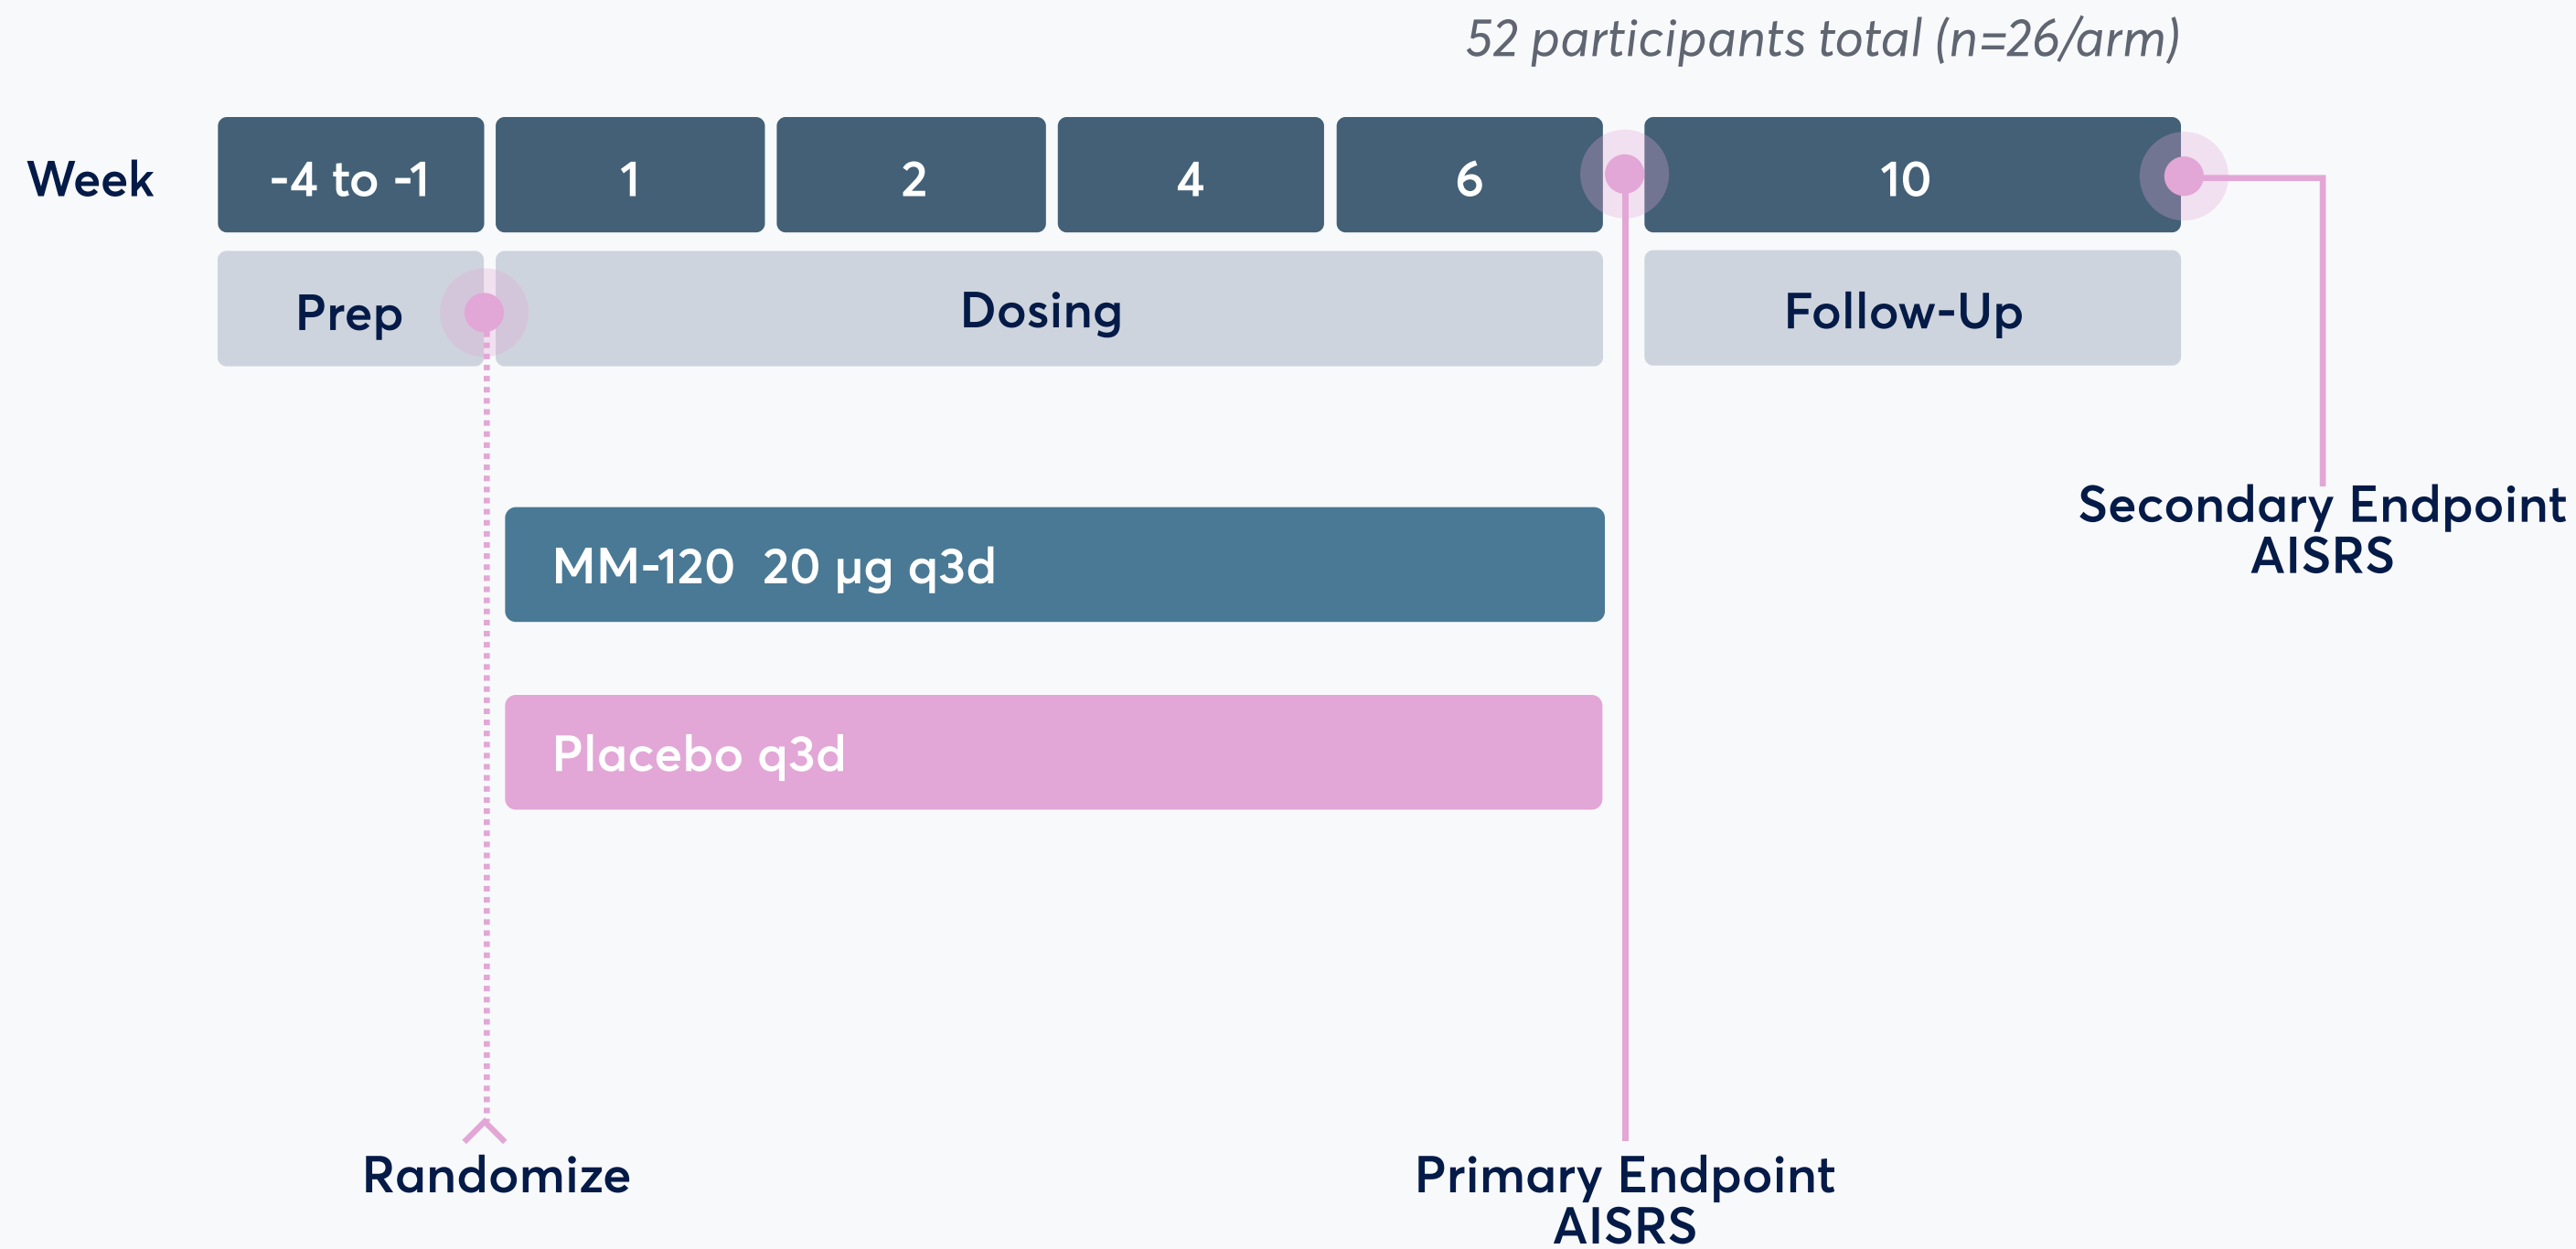 52 participants total (n=26/arm)
Week
-4 to -1
1
2
4
6
10
Prep
Dosing
Follow-Up
Secondary Endpoint
AISRS
MM-120 20 µg q3d
Placebo q3d
Randomize
Primary Endpoint
AISRS